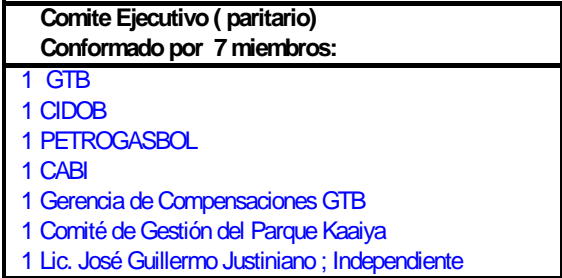 Comite Ejecutivo ( paritario)
Conformado por 7 miembros:
1 GTB
1 CIDOB
1 PETROGASBOL
1 CABI
1 Gerencia de Compensaciones GTB
1 Comité de Gestión del Parque Kaaiya
1 Lic. José Guillermo Justiniano ; Independiente